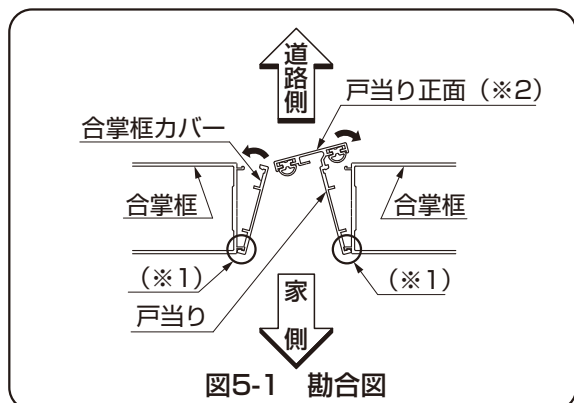 道路側
戸当り正面（※2）
合掌框カバー
合掌框
合掌框
（※1）
（※1）
戸当り
家側
図5-1　勘合図